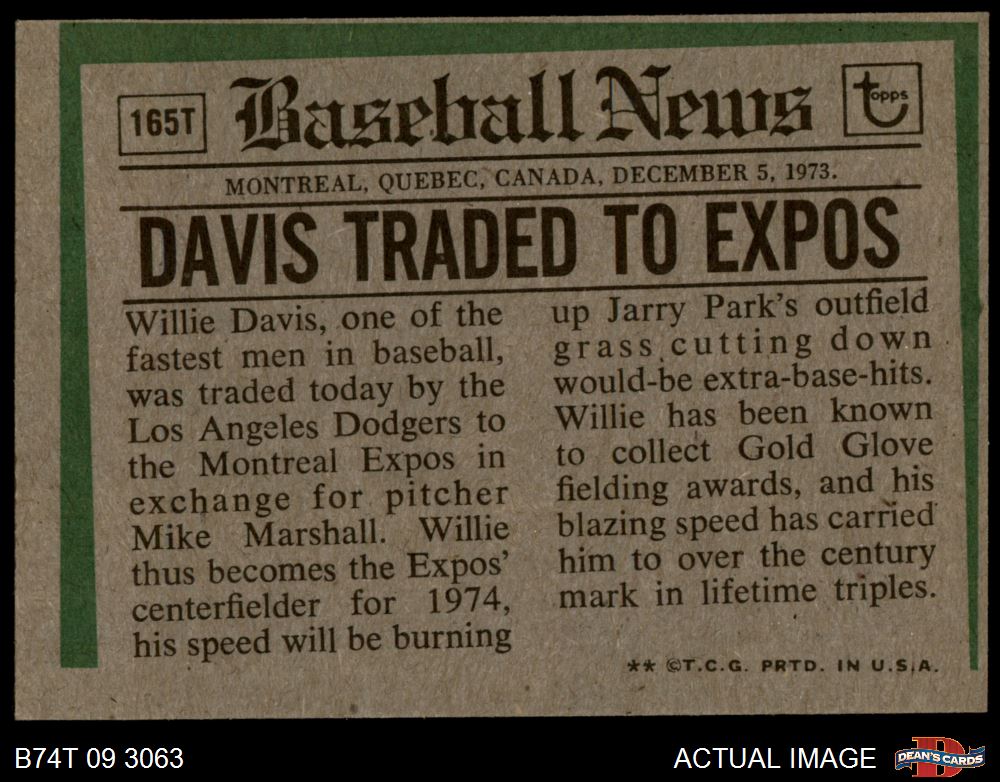 165T
Baseball News
topps
MONTREAL, QUEBEC, CANADA, DECEMBER 5, 1973.
DAVIS TRADED TO EXPOS
Willie Davis, one of the
fastest men in baseball,
was traded today by the
Los Angeles Dodgers to
the Montreal Expos in
exchange for pitcher
Mike Marshall. Willie
thus becomes the Expos'
centerfielder for 1974,
his speed will be burning
up Jarry Park's outfield
grass cutting down
would-be extra-base-hits.
Willie has been known
to collect Gold Glove
fielding awards, and his
blazing speed has carried
him to over the century
mark in lifetime triples.
** ©T.C.G. PRTD. IN U.S.A.
B74T 09 3063
ACTUAL IMAGE
D
DEAN'S CARDS